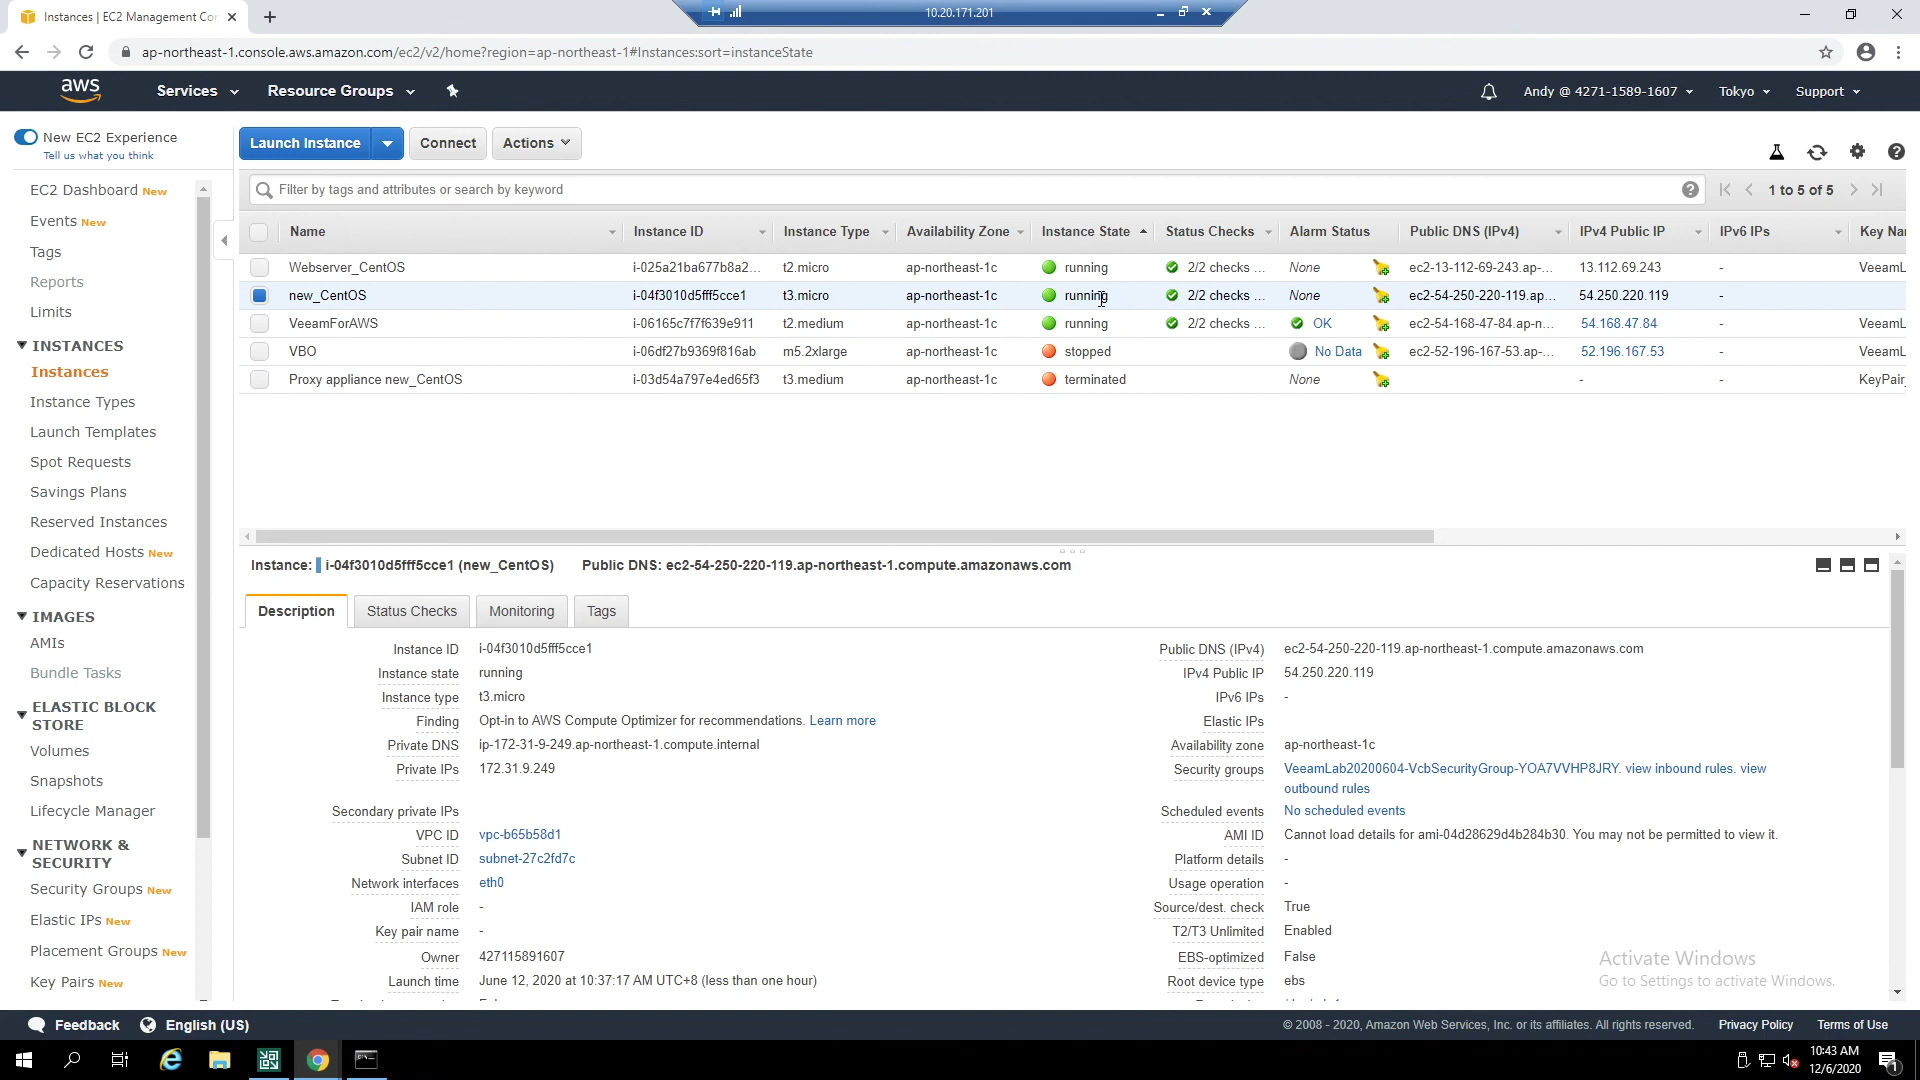 Instances | EC2 Management Cor
10.20.171.201
ap-northeast-1.console.aws.amazon.com/ec2/v2/home?region=ap-northeast-1#Instances:sort=instanceState
aws Services Resource Groups Andy @ 4271-1589-1607 Tokyo Support
New EC2 Experience
Tell us what you think
EC2 Dashboard New
Events New
Tags
Reports
Limits
INSTANCES
Instances
Instance Types
Launch Templates
Spot Requests
Savings Plans
Reserved Instances
Dedicated Hosts New
Capacity Reservations
IMAGES
AMIs
Bundle Tasks
ELASTIC BLOCK
STORE
Volumes
Snapshots
Lifecycle Manager
NETWORK &
SECURITY
Security Groups New
Elastic IPs New
Placement Groups New
Key Pairs New
Launch Instance Connect Actions
Filter by tags and attributes or search by keyword 1 to 5 of 5
Name Instance ID Instance Type Availability Zone Instance State Status Checks Alarm Status Public DNS (IPv4) IPv4 Public IP IPv6 IPs Key Nar
Webserver_CentOS i-025a21ba677b8a2... t2.micro ap-northeast-1c running 2/2 checks ... None ec2-13-112-69-243.ap-... 13.112.69.243 - VeeamL
new_CentOS i-04f3010d5fff5cce1 t3.micro ap-northeast-1c running 2/2 checks ... None ec2-54-250-220-119.ap... 54.250.220.119 -
VeeamForAWS i-06165c7f7f639e911 t2.medium ap-northeast-1c running 2/2 checks ... OK ec2-54-168-47-84.ap-n... 54.168.47.84 - VeeamL
VBO i-06df27b9369f816ab m5.2xlarge ap-northeast-1c stopped No Data ec2-52-196-167-53.ap-... 52.196.167.53 - VeeamL
Proxy appliance new_CentOS i-03d54a797e4ed65f3 t3.medium ap-northeast-1c terminated None - - KeyPair_
Instance: i-04f3010d5fff5cce1 (new_CentOS) Public DNS: ec2-54-250-220-119.ap-northeast-1.compute.amazonaws.com
Description Status Checks Monitoring Tags
Instance ID i-04f3010d5fff5cce1
Instance state running
Instance type t3.micro
Finding Opt-in to AWS Compute Optimizer for recommendations. Learn more
Private DNS ip-172-31-9-249.ap-northeast-1.compute.internal
Private IPs 172.31.9.249
Secondary private IPs
VPC ID vpc-b65b58d1
Subnet ID subnet-27c2fd7c
Network interfaces eth0
IAM role -
Key pair name -
Owner 427115891607
Launch time June 12, 2020 at 10:37:17 AM UTC+8 (less than one hour)
Public DNS (IPv4) ec2-54-250-220-119.ap-northeast-1.compute.amazonaws.com
IPv4 Public IP 54.250.220.119
IPv6 IPs -
Elastic IPs
Availability zone ap-northeast-1c
Security groups VeeamLab20200604-VcbSecurityGroup-YOA7VVHP8JRY. view inbound rules. view
outbound rules
Scheduled events No scheduled events
AMI ID Cannot load details for ami-04d28629d4b284b30. You may not be permitted to view it.
Platform details -
Usage operation -
Source/dest. check True
T2/T3 Unlimited Enabled
EBS-optimized False
Root device type ebs
Activate Windows
Go to Settings to activate Windows.
Feedback English (US) © 2008 - 2020, Amazon Web Services, Inc. or its affiliates. All rights reserved. Privacy Policy Terms of Use
10:43 AM
12/6/2020
1